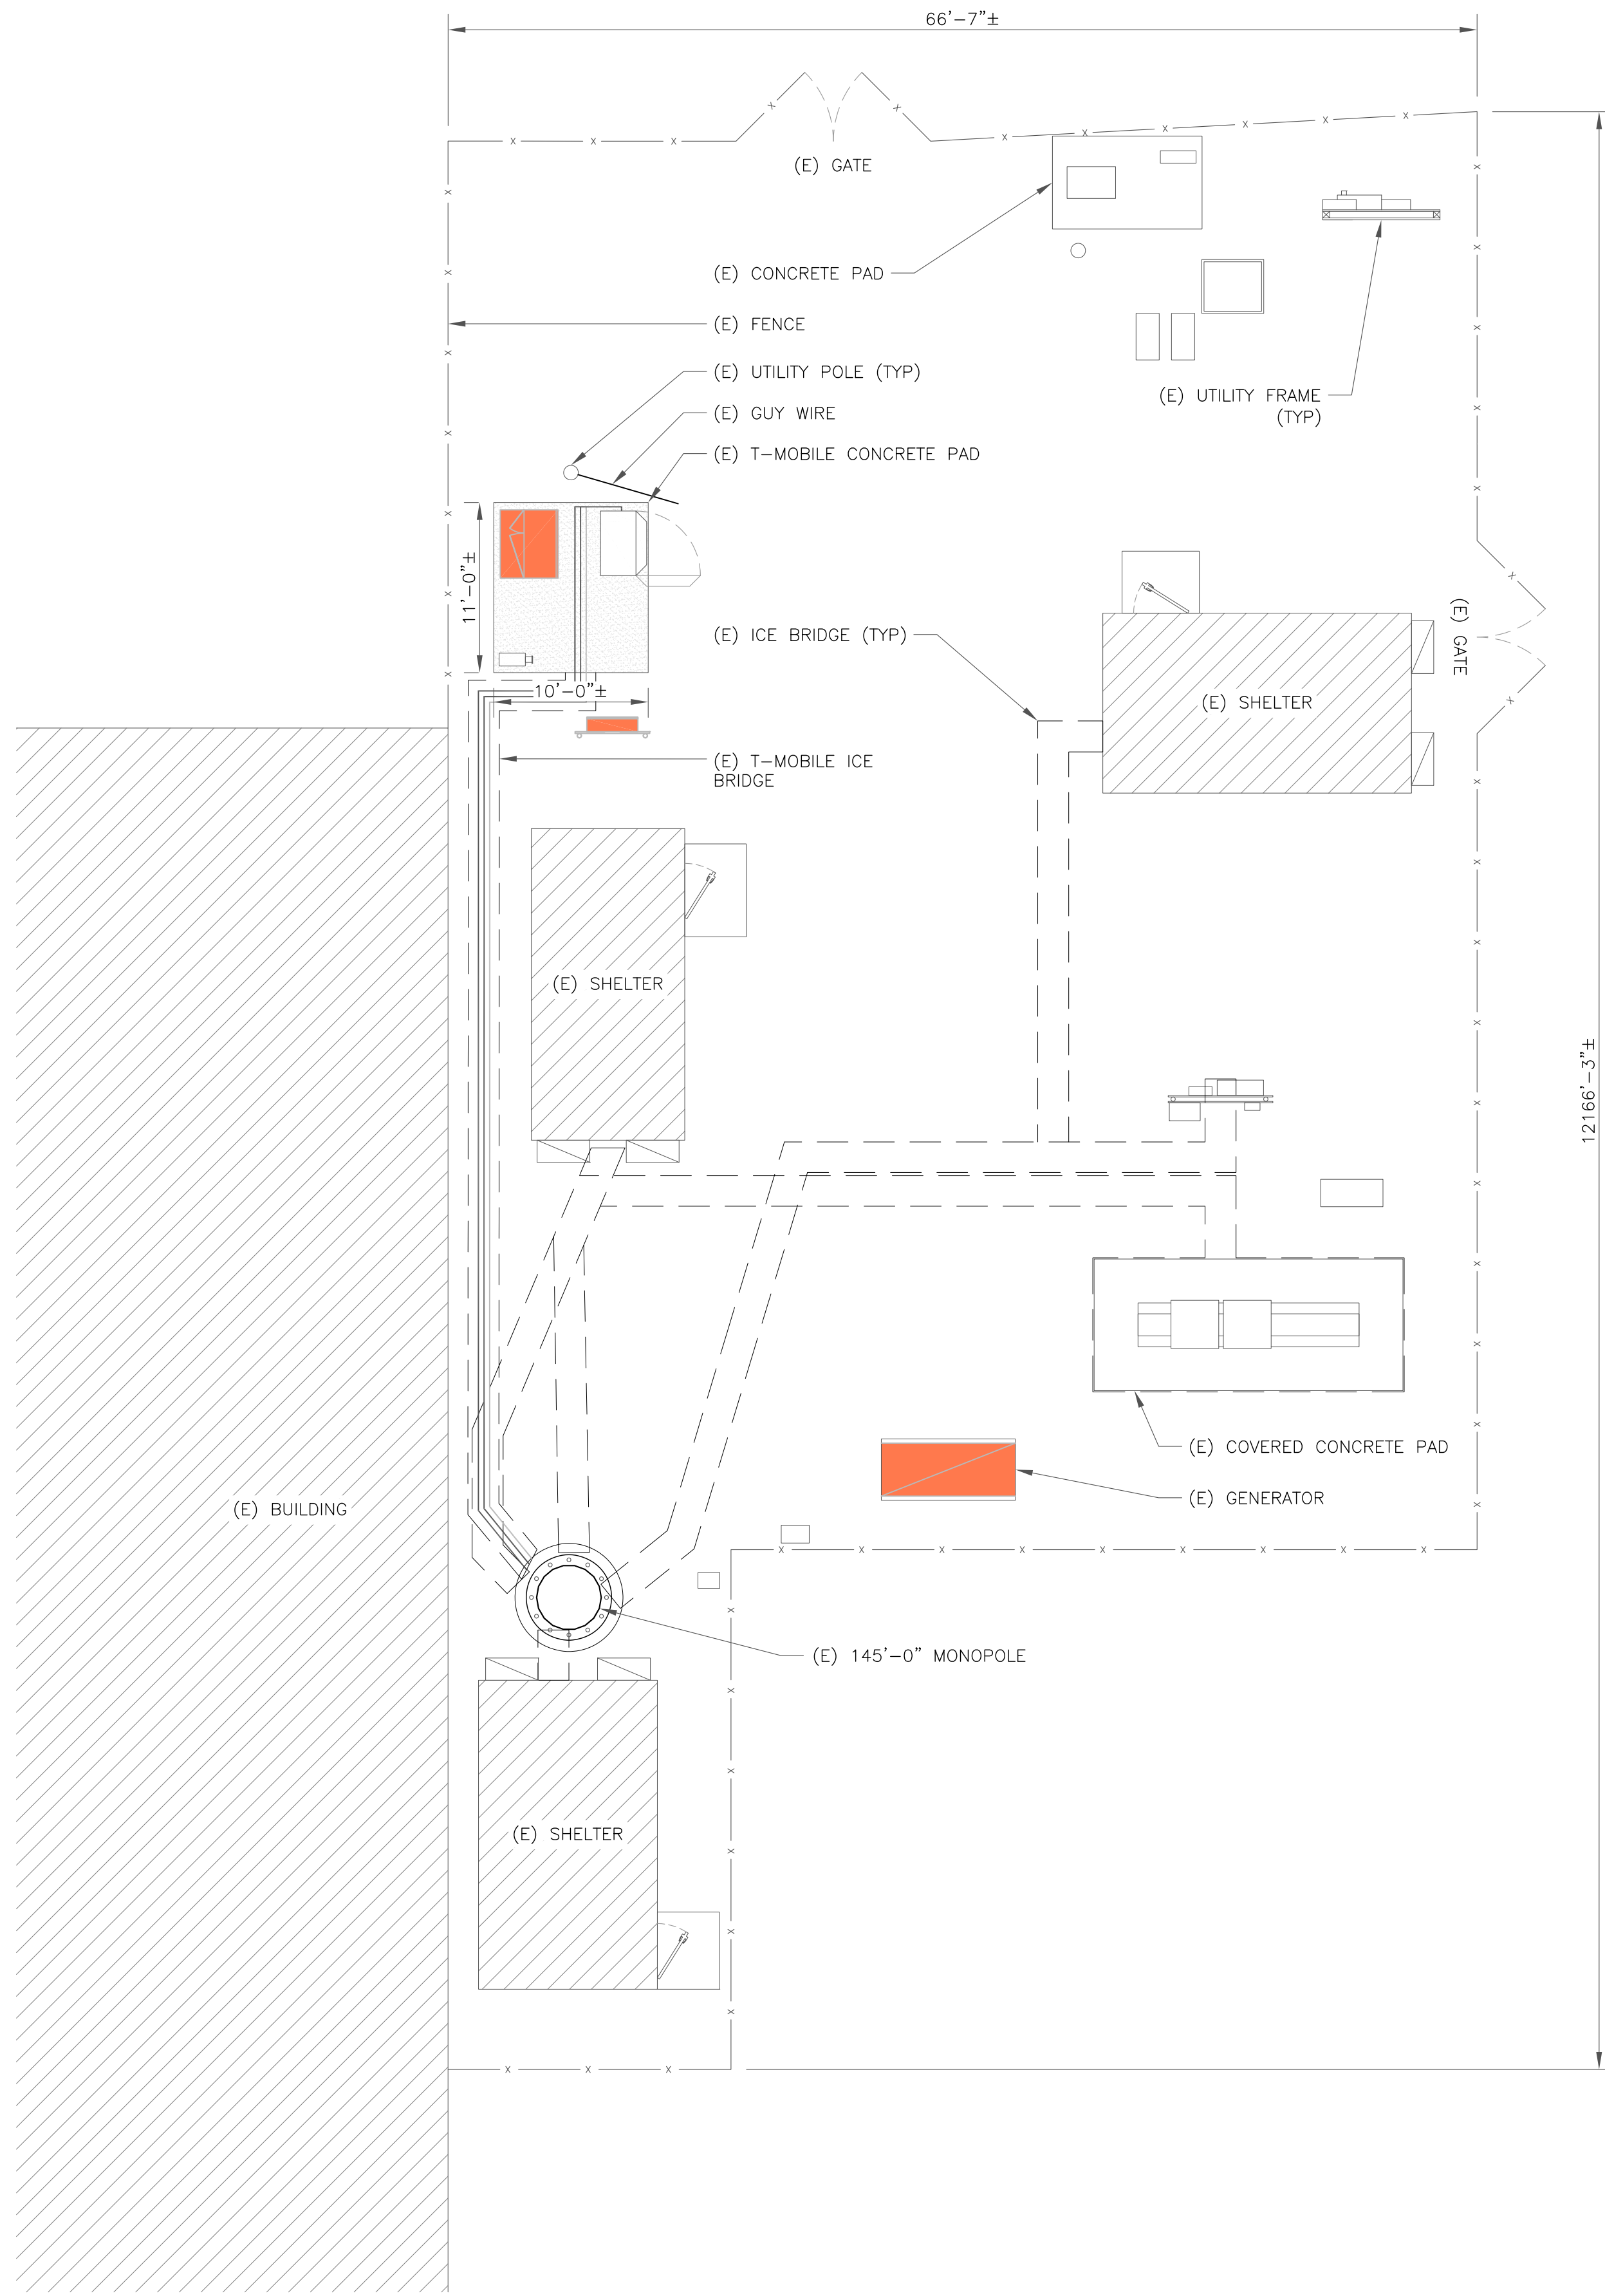 66'-7"±
(E) GATE
(E) CONCRETE PAD
(E) FENCE
(E) UTILITY POLE (TYP)
(E) UTILITY FRAME
(TYP)
(E) GUY WIRE
(E) T-MOBILE CONCRETE PAD
11'-0"±
(E) GATE
(E) ICE BRIDGE (TYP)
10'-0"±
(E) SHELTER
(E) T-MOBILE ICE
BRIDGE
(E) SHELTER
12166'-3"±
(E) COVERED CONCRETE PAD
(E) GENERATOR
(E) BUILDING
(E) 145'-0" MONOPOLE
(E) SHELTER